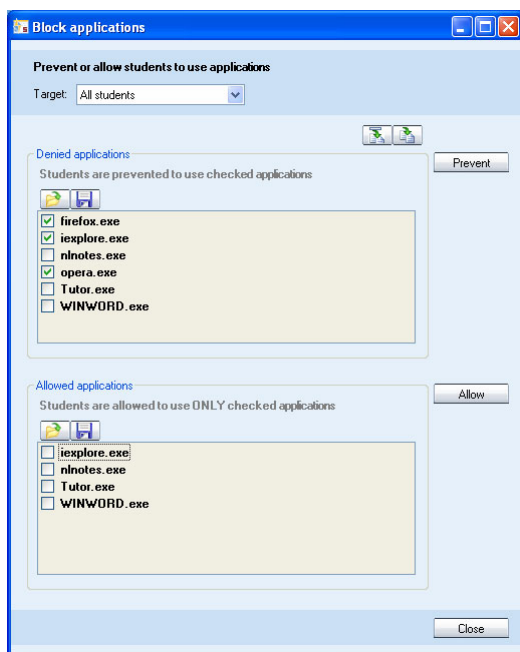 Block applications
Prevent or allow students to use applications
Target: All students
Denied applications
Prevent
Students are prevented to use checked applications
firefox.exe
iexplore.exe
nlnotes.exe
opera.exe
Tutor.exe
WINWORD.exe
Allowed applications
Allow
Students are allowed to use ONLY checked applications
iexplore.exe
nlnotes.exe
Tutor.exe
WINWORD.exe
Close